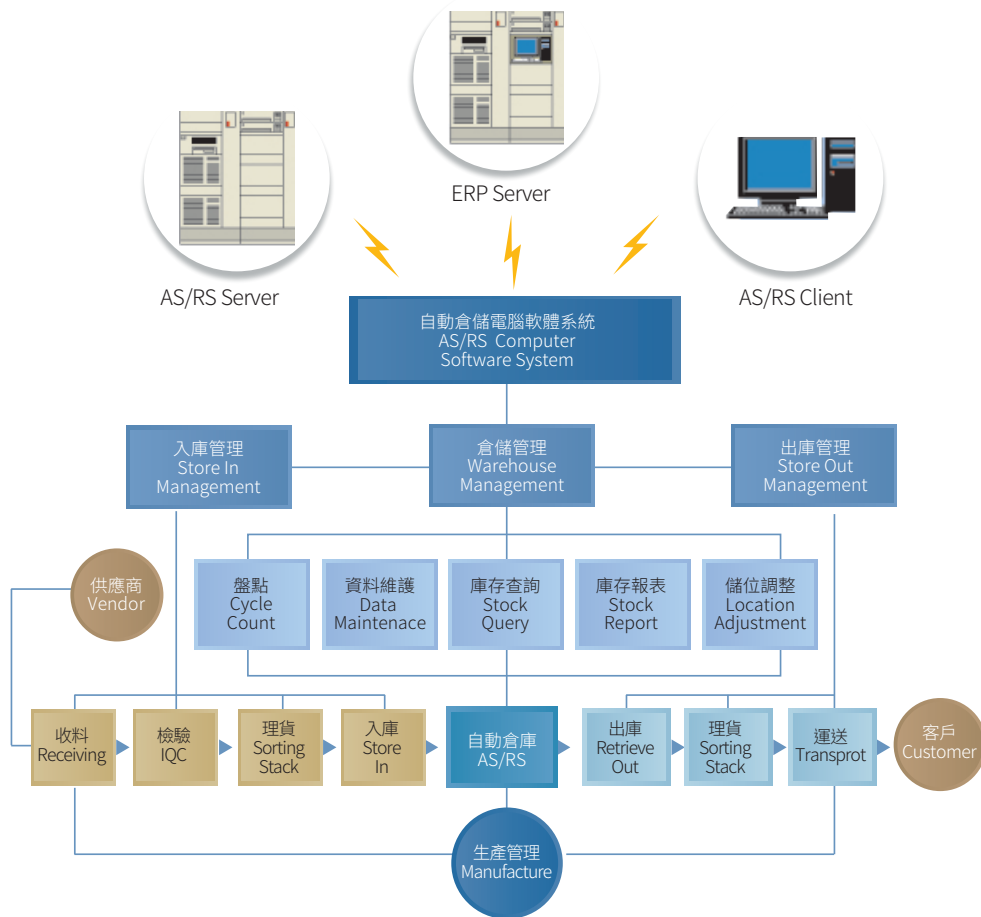 ERP Server
AS/RS Server
AS/RS Client
自動倉儲電腦軟體系統
AS/RS Computer
Software System
入庫管理
Store In
Management
倉儲管理
Warehouse
Management
出庫管理
Store Out
Management
供應商
Vendor
盤點
Cycle
Count
資料維護
Data
Maintenace
庫存查詢
Stock
Query
庫存報表
Stock
Report
儲位調整
Location
Adjustment
收料
Receiving
檢驗
IQC
理貨
Sorting
Stack
入庫
Store
In
自動倉庫
AS/RS
出庫
Retrieve
Out
理貨
Sorting
Stack
運送
Transprot
客戶
Customer
生產管理
Manufacture